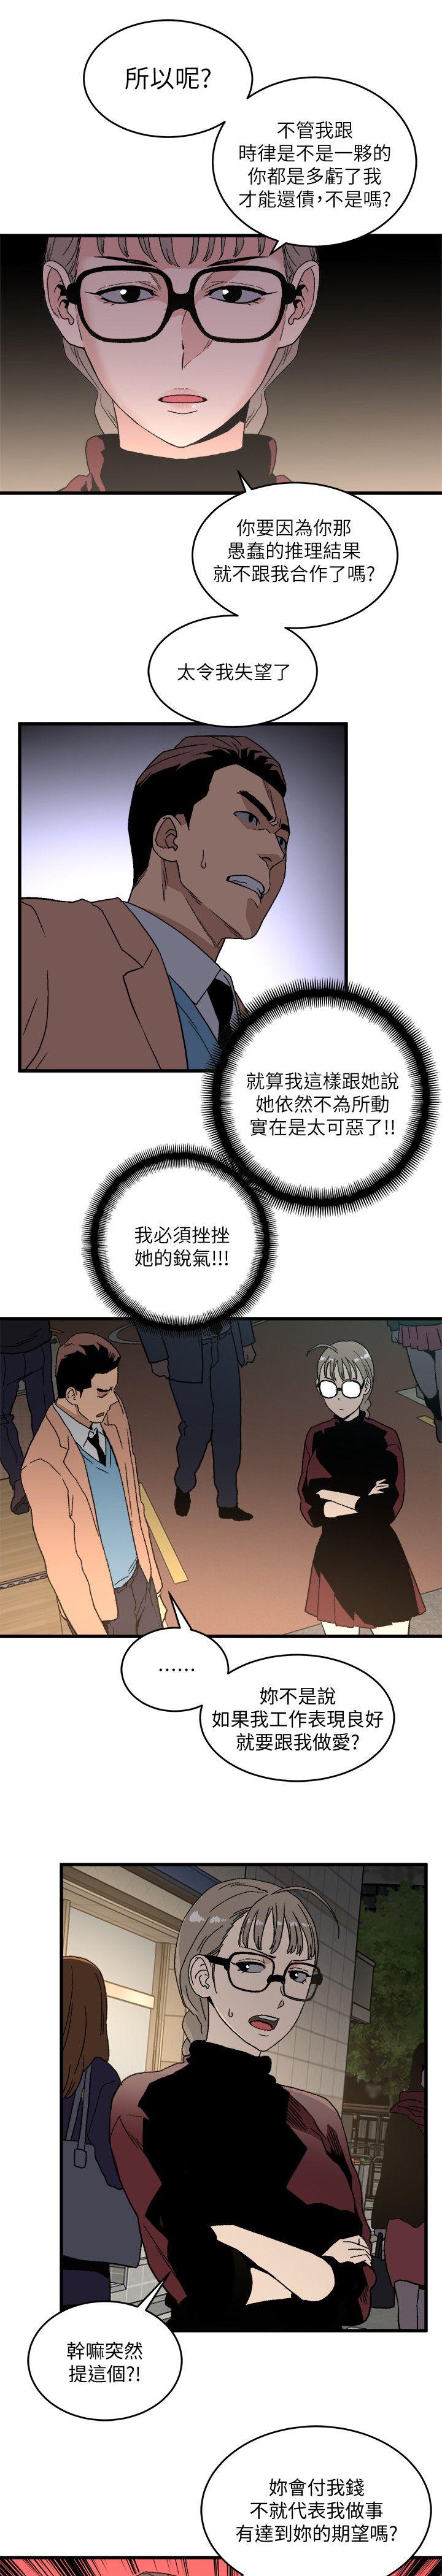 所以呢?
不管我跟
時律是不是一夥的
你都是多虧了我
才能還債,不是嗎?
你要因為你那
愚蠢的推理結果
就不跟我合作了嗎?
太令我失望了
就算我這樣跟她說
她依然不為所動
實在是太可惡了!!
我必須挫挫
她的銳氣!!!
……
妳不是說
如果我工作表現良好
就要跟我做愛?
幹嘛突然
提這個?!
妳會付我錢
不就代表我做事
有達到妳的期望嗎?